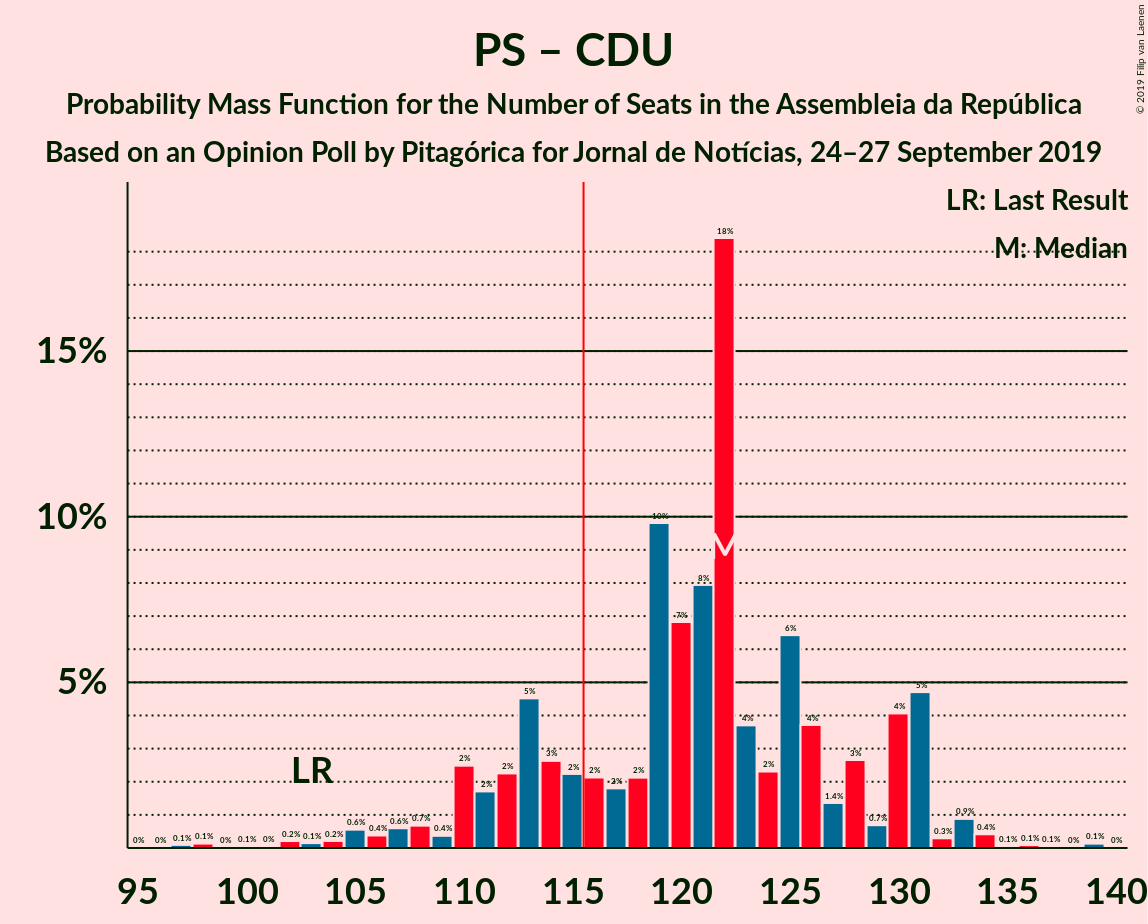 PS – CDU
Probability Mass Function for the Number of Seats in the Assembleia da República
Based on an Opinion Poll by Pitagórica for Jornal de Notícias, 24–27 September 2019
© 2019 Filip van Laenen
LR: Last Result
M: Median
15%
10%
5%
LR
0% 0% 0.1% 0.1% 0% 0.1% 0% 0.2% 0.1% 0.2% 0.6% 0.4% 0.6% 0.7% 0.4% 2% 2% 2% 5% 3% 2% 2% 2% 2% 10% 7% 8% 18% 4% 2% 6% 4% 1.4% 3% 0.7% 4% 5% 0.3% 0.9% 0.4% 0.1% 0.1% 0.1% 0% 0.1% 0%
95 100 105 110 115 120 125 130 135 140